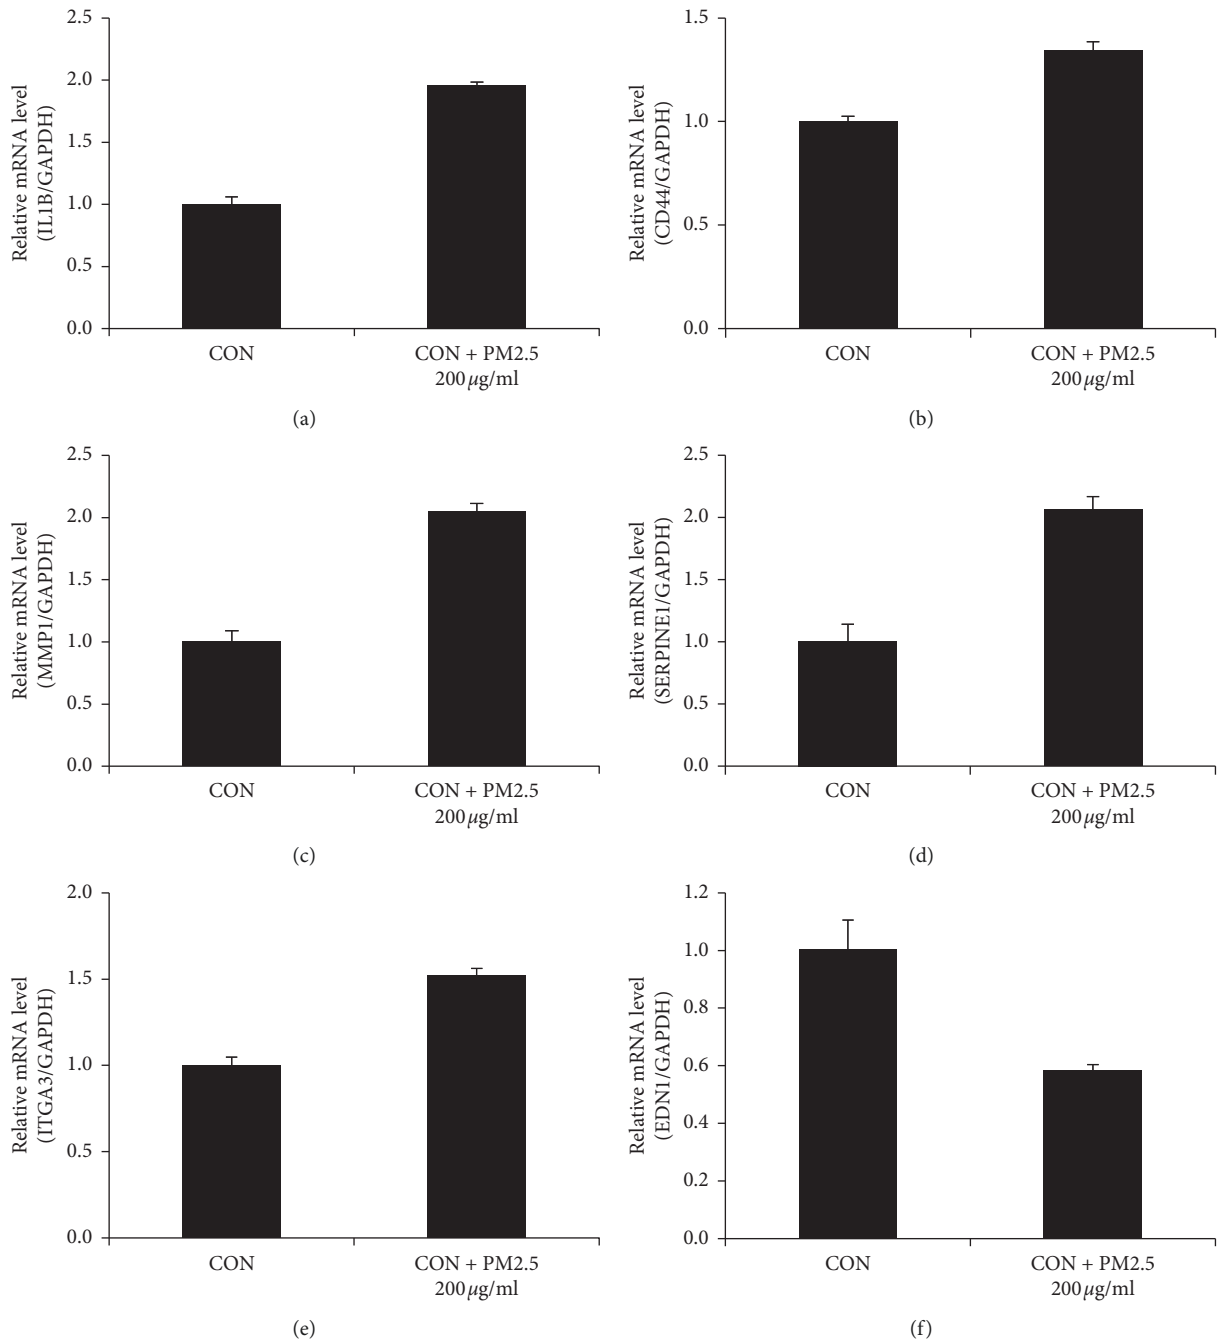 Relative mRNA level
(IL1B/GAPDH)
2.5
2.0
1.5
1.0
0.5
0.0
CON
CON + PM2.5
200 μg/ml
(a)
Relative mRNA level
(CD44/GAPDH)
1.5
1.0
0.5
0.0
CON
CON + PM2.5
200 μg/ml
(b)
Relative mRNA level
(MMP1/GAPDH)
2.5
2.0
1.5
1.0
0.5
0.0
CON
CON + PM2.5
200 μg/ml
(c)
Relative mRNA level
(SERPINE1/GAPDH)
2.5
2.0
1.5
1.0
0.5
0.0
CON
CON + PM2.5
200 μg/ml
(d)
Relative mRNA level
(ITGA3/GAPDH)
2.0
1.5
1.0
0.5
0.0
CON
CON + PM2.5
200 μg/ml
(e)
Relative mRNA level
(EDN1/GAPDH)
1.2
1.0
0.8
0.6
0.4
0.2
0.0
CON
CON + PM2.5
200 μg/ml
(f)